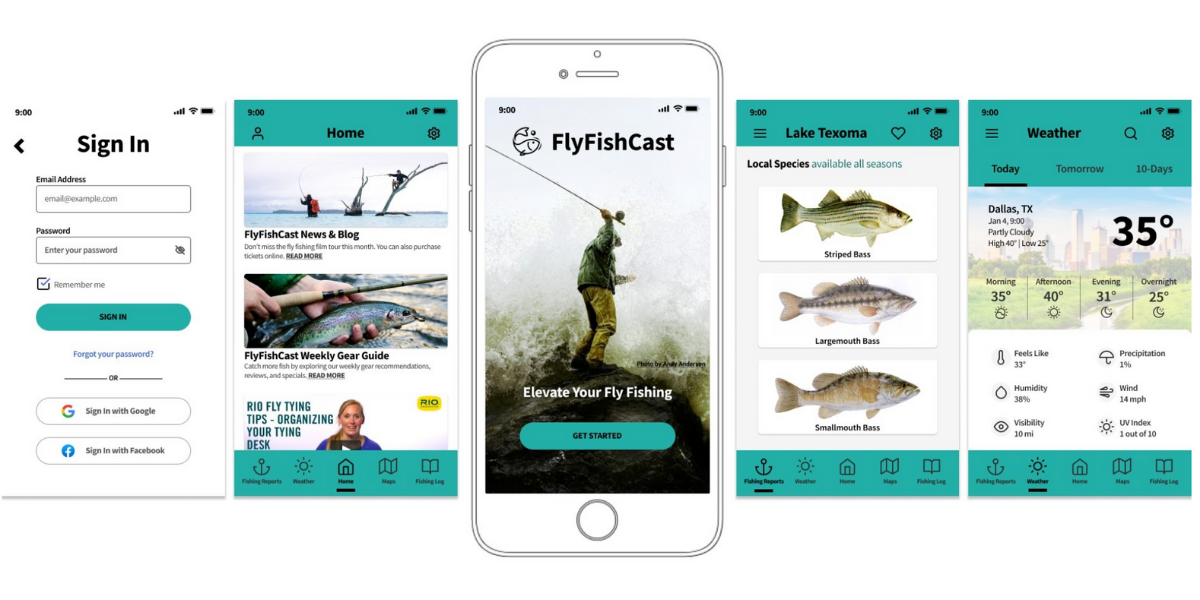 9:00
Sign In
Email Address
email@example.com
Password
Enter your password
Remember me
SIGN IN
Forgot your password?
OR
Sign In with Google
Sign In with Facebook
9:00
Home
FlyFishCast News & Blog
Don't miss the fly fishing film tour this month. You can also purchase
tickets online. READ MORE
FlyFishCast Weekly Gear Guide
Catch more fish by exploring our weekly gear recommendations,
reviews, and specials. READ MORE
RIO FLY TYING
TIPS - ORGANIZING
YOUR TYING
DESK
RIO
Fishing Reports
Weather
Home
Maps
Fishing Log
9:00
FlyFishCast
Photo by Andy Andersen
Elevate Your Fly Fishing
GET STARTED
9:00
Lake Texoma
Local Species available all seasons
Striped Bass
Largemouth Bass
Smallmouth Bass
Fishing Reports
Weather
Home
Maps
Fishing Log
9:00
Weather
Today
Tomorrow
10-Days
Dallas, TX
Jan 4, 9:00
Partly Cloudy
High 40° | Low 25°
35°
Morning
Afternoon
Evening
Overnight
35°
40°
31°
25°
Feels Like
33°
Precipitation
1%
Humidity
38%
Wind
14 mph
Visibility
10 mi
UV Index
1 out of 10
Fishing Reports
Weather
Home
Maps
Fishing Log